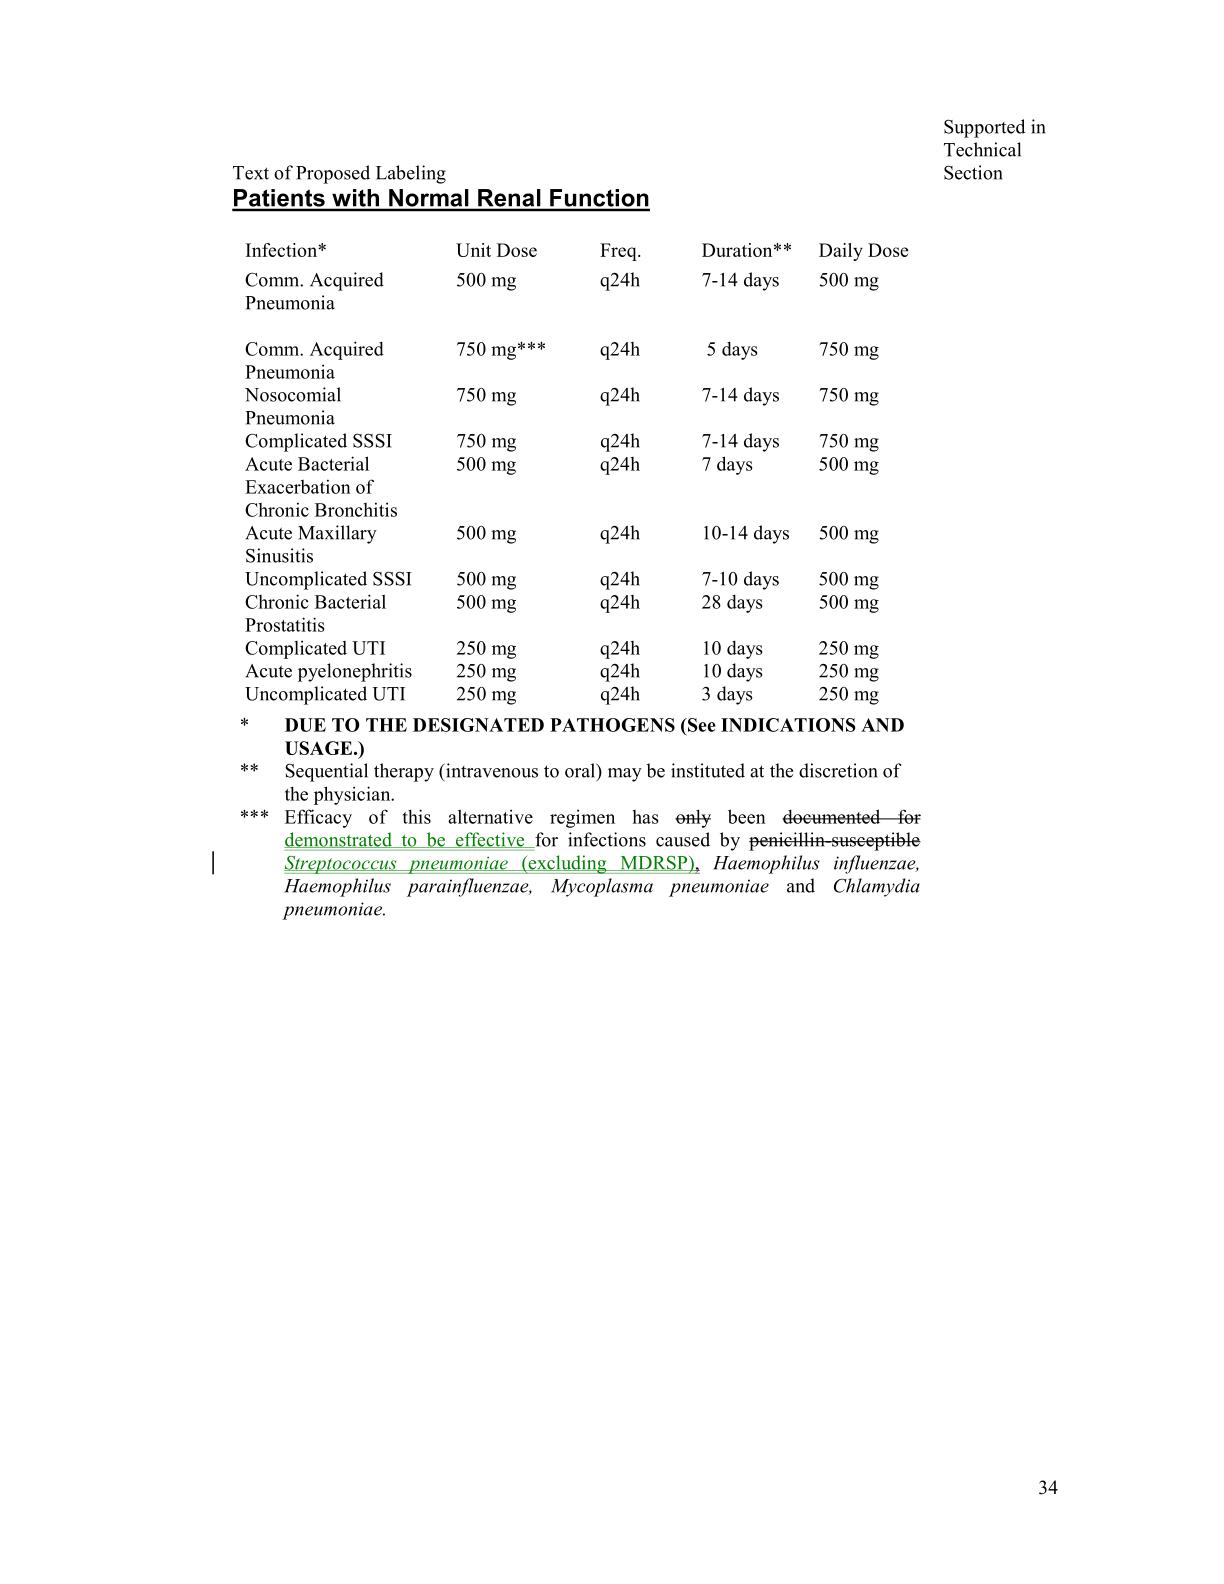 Supported in
Technical
Section
Text of Proposed Labeling
Patients with Normal Renal Function
Infection* Unit Dose Freq. Duration** Daily Dose
Comm. Acquired 500 mg q24h 7-14 days 500 mg
Pneumonia
Comm. Acquired 750 mg*** q24h 5 days 750 mg
Pneumonia
Nosocomial 750 mg q24h 7-14 days 750 mg
Pneumonia
Complicated SSSI 750 mg q24h 7-14 days 750 mg
Acute Bacterial 500 mg q24h 7 days 500 mg
Exacerbation of
Chronic Bronchitis
Acute Maxillary 500 mg q24h 10-14 days 500 mg
Sinusitis
Uncomplicated SSSI 500 mg q24h 7-10 days 500 mg
Chronic Bacterial 500 mg q24h 28 days 500 mg
Prostatitis
Complicated UTI 250 mg q24h 10 days 250 mg
Acute pyelonephritis 250 mg q24h 10 days 250 mg
Uncomplicated UTI 250 mg q24h 3 days 250 mg
* DUE TO THE DESIGNATED PATHOGENS (See INDICATIONS AND
USAGE.)
** Sequential therapy (intravenous to oral) may be instituted at the discretion of
the physician.
*** Efficacy of this alternative regimen has only been documented for
demonstrated to be effective for infections caused by penicillin-susceptible
Streptococcus pneumoniae (excluding MDRSP), Haemophilus influenzae,
Haemophilus parainfluenzae, Mycoplasma pneumoniae and Chlamydia
pneumoniae.
34